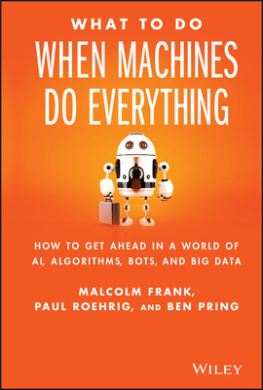 WHAT TO DO
WHEN MACHINES
DO EVERYTHING
HOW TO GET AHEAD IN A WORLD OF
AI, ALGORITHMS, BOTS, AND BIG DATA
MALCOLM FRANK,
PAUL ROEHRIG, AND BEN PRING
WILEY